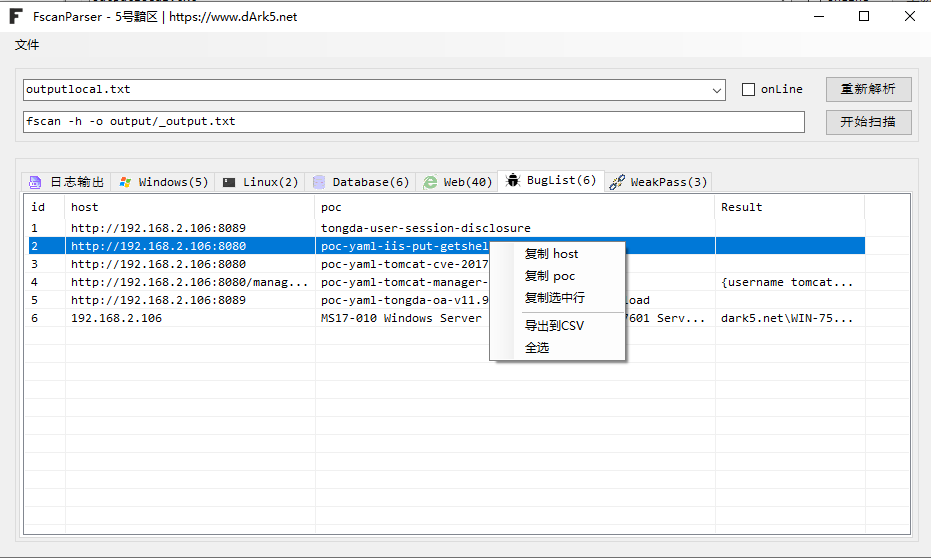 FscanParser - 5号黯区 | https://www.dArk5.net
文件
outputlocal.txt onLine 重新解析
fscan -h -o output/_output.txt 开始扫描
日志输出 Windows(5) Linux(2) Database(6) Web(40) BugList(6) WeakPass(3)
id host poc Result
1 http://192.168.2.106:8089 tongda-user-session-disclosure
2 http://192.168.2.106:8080 poc-yaml-iis-put-getshel
3 http://192.168.2.106:8080 poc-yaml-tomcat-cve-2017
4 http://192.168.2.106:8080/manag... poc-yaml-tomcat-manager- {username tomcat...
5 http://192.168.2.106:8089 poc-yaml-tongda-oa-v11.9 load
6 192.168.2.106 MS17-010 Windows Server 7601 Serv... dark5.net\WIN-75...
复制 host
复制 poc
复制选中行
导出到CSV
全选